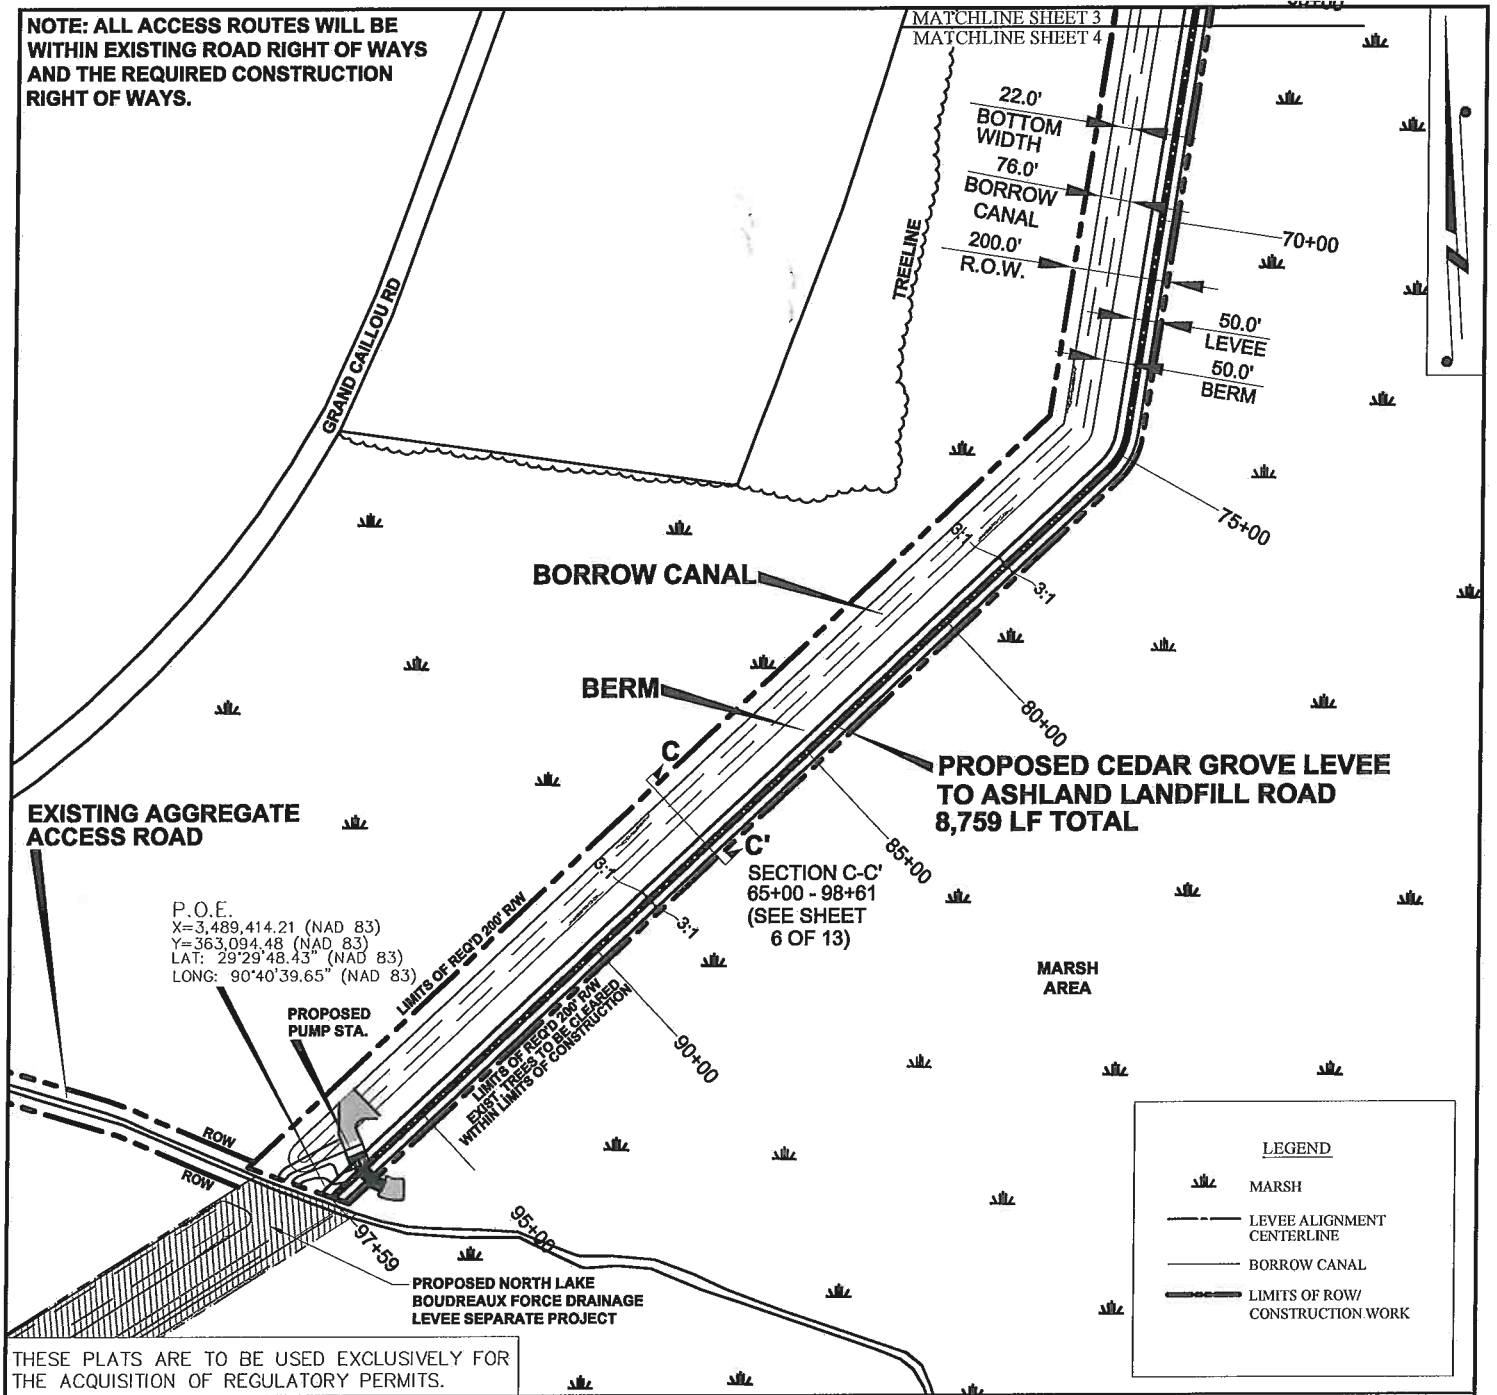 NOTE: ALL ACCESS ROUTES WILL BE
WITHIN EXISTING ROAD RIGHT OF WAYS
AND THE REQUIRED CONSTRUCTION
RIGHT OF WAYS.
MATCHLINE SHEET 3
MATCHLINE SHEET 4
22.0'
BOTTOM
WIDTH
76.0'
BORROW
CANAL
200.0'
R.O.W.
70+00
50.0'
LEVEE
50.0'
BERM
TREELINE
GRAND CAILLOU RD
75+00
3:1
3:1
BORROW CANAL
BERM
80+00
C
PROPOSED CEDAR GROVE LEVEE
TO ASHLAND LANDFILL ROAD
8,759 LF TOTAL
EXISTING AGGREGATE
ACCESS ROAD
C'
85+00
SECTION C-C'
65+00 - 98+61
(SEE SHEET
6 OF 13)
3:1
3:1
P.O.E.
X=3,489,414.21 (NAD 83)
Y=363,094.48 (NAD 83)
LAT: 29°29'48.43" (NAD 83)
LONG: 90°40'39.65" (NAD 83)
LIMITS OF REQ'D 200' R/W
PROPOSED
PUMP STA.
LIMITS OF REQ'D 200' R/W
EXIST. TREES TO BE CLEARED
WITHIN LIMITS OF CONSTRUCTION
MARSH
AREA
90+00
ROW
ROW
95+00
97+59
PROPOSED NORTH LAKE
BOUDREAUX FORCE DRAINAGE
LEVEE SEPARATE PROJECT
LEGEND
MARSH
LEVEE ALIGNMENT
CENTERLINE
BORROW CANAL
LIMITS OF ROW/
CONSTRUCTION WORK
THESE PLATS ARE TO BE USED EXCLUSIVELY FOR
THE ACQUISITION OF REGULATORY PERMITS.